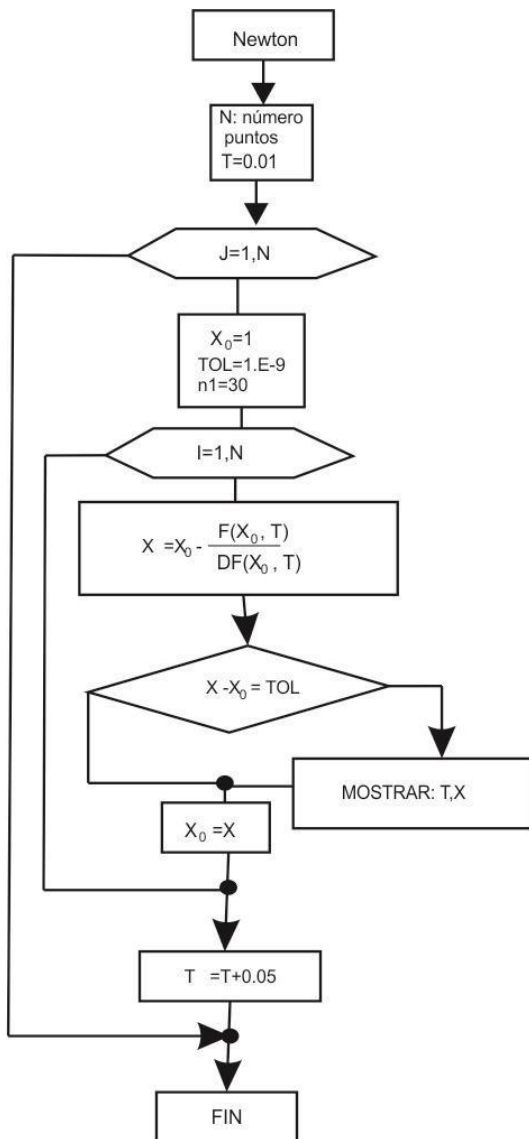 Newton
N: número
puntos
T=0.01
J=1,N
X₀=1
TOL=1.E-9
n1=30
I=1,N
X =X₀ - F(X₀ , T) / DF(X₀ , T)
X -X₀ = TOL
MOSTRAR: T,X
X₀ =X
T =T+0.05
FIN